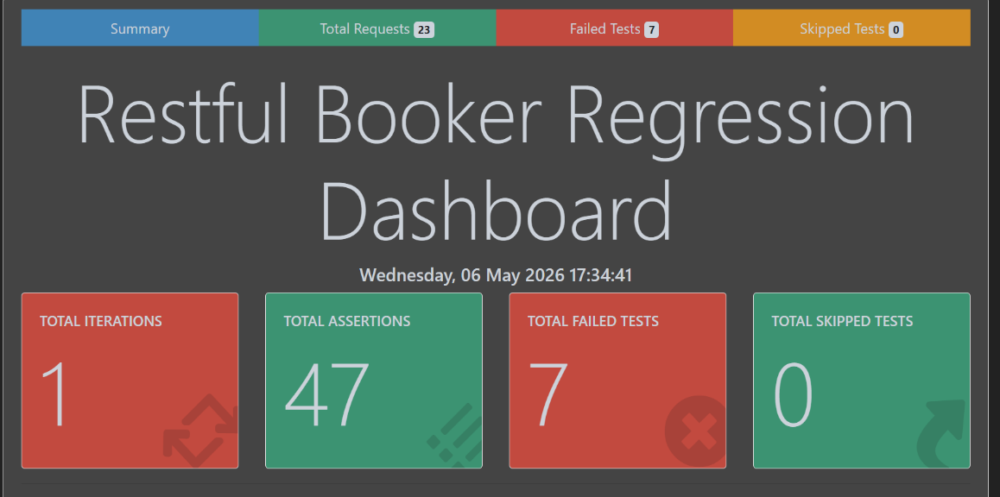 Summary
Total Requests 23
Failed Tests 7
Skipped Tests 0
Restful Booker Regression
Dashboard
Wednesday, 06 May 2026 17:34:41
TOTAL ITERATIONS
1
TOTAL ASSERTIONS
47
TOTAL FAILED TESTS
7
TOTAL SKIPPED TESTS
0